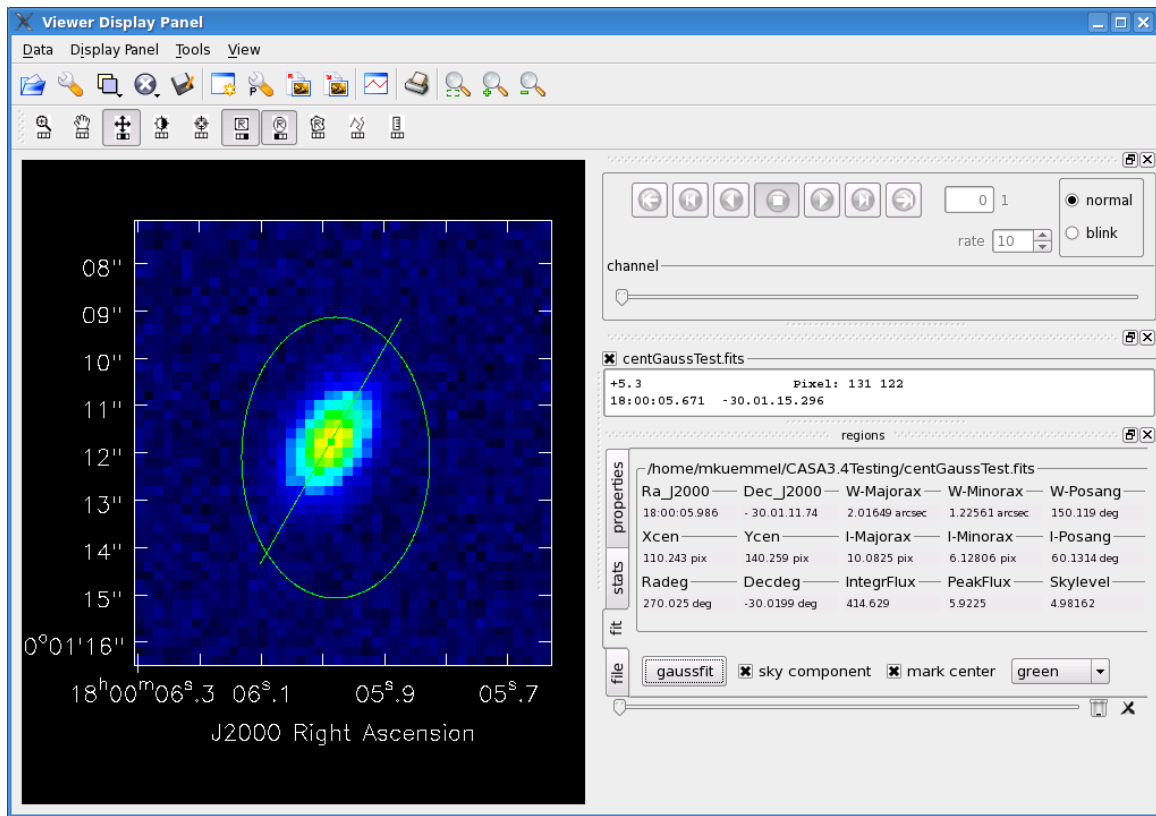 Viewer Display Panel
Data Display Panel Tools View
P
R R R
08"
09"
10"
11"
12"
13"
14"
15"
0°01'16"
18h00m06s.3 06s.1 05s.9 05s.7
J2000 Right Ascension
0 1
normal
rate 10
blink
channel
centGaussTest.fits
+5.3 Pixel: 131 122
18:00:05.671 -30.01.15.296
regions
properties
stats
fit
file
/home/mkuemmel/CASA3.4Testing/centGaussTest.fits
Ra_J2000 Dec_J2000 W-Majorax W-Minorax W-Posang
18:00:05.986 - 30.01.11.74 2.01649 arcsec 1.22561 arcsec 150.119 deg
Xcen Ycen I-Majorax I-Minorax I-Posang
110.243 pix 140.259 pix 10.0825 pix 6.12806 pix 60.1314 deg
Radeg Decdeg IntegrFlux PeakFlux Skylevel
270.025 deg -30.0199 deg 414.629 5.9225 4.98162
gaussfit sky component mark center green